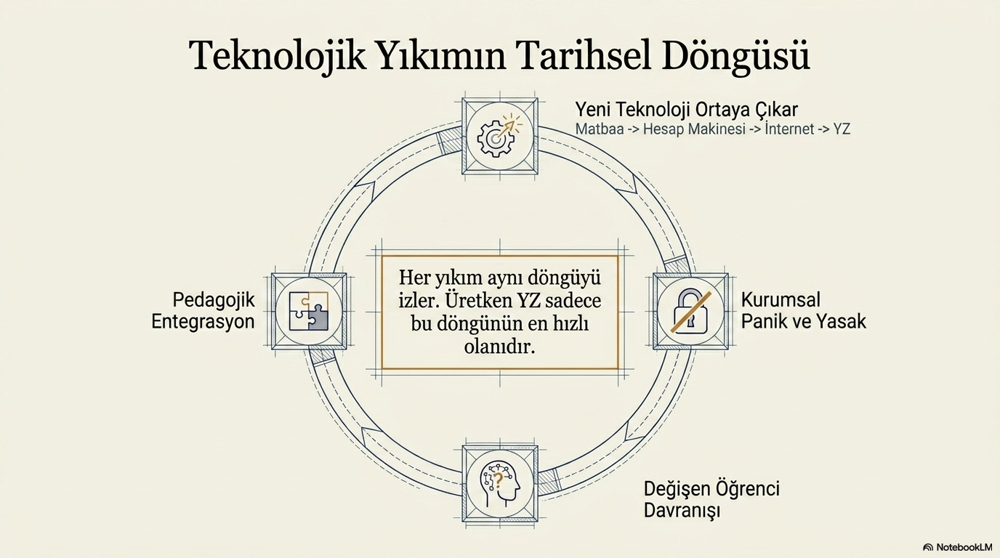 Teknolojik Yıkımın Tarihsel Döngüsü
Yeni Teknoloji Ortaya Çıkar
Matbaa -> Hesap Makinesi -> İnternet -> YZ
Pedagojik
Entegrasyon
Her yıkım aynı döngüyü
izler. Üretken YZ sadece
bu döngünün en hızlı
olanıdır.
Kurumsal
Panik ve Yasak
?
Değişen Öğrenci
Davranışı
NotebookLM